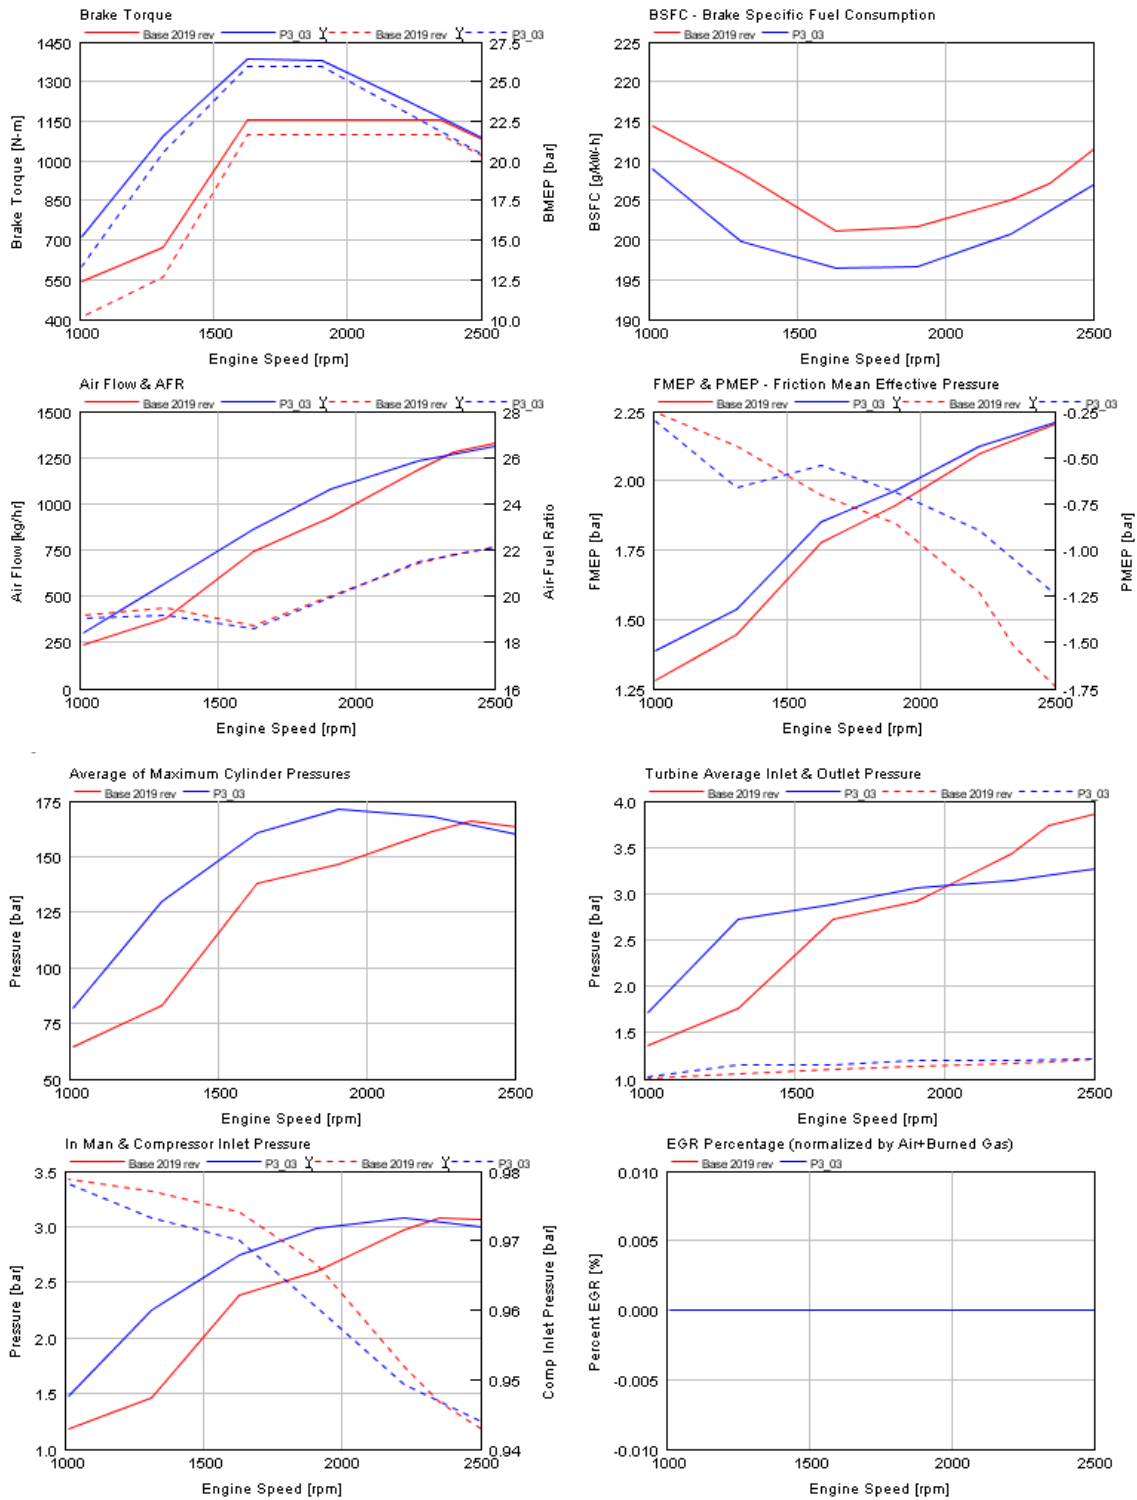 Brake Torque
Base 2019 rev P3_03 Y Base 2019 rev Y P3_03
1450 1300 1150 1000 850 700 550 400
Brake Torque [N-m]
27.5 25.0 22.5 20.0 17.5 15.0 12.5 10.0
BMEP [bar]
1000 1500 2000 2500
Engine Speed [rpm]
BSFC - Brake Specific Fuel Consumption
Base 2019 rev P3_03
225 220 215 210 205 200 195 190
BSFC [g/kW-h]
1000 1500 2000 2500
Engine Speed [rpm]
Air Flow & AFR
Base 2019 rev P3_03 Y Base 2019 rev Y P3_03
1500 1250 1000 750 500 250 0
Air Flow [kg/hr]
28 26 24 22 20 18 16
Air-Fuel Ratio
1000 1500 2000 2500
Engine Speed [rpm]
FMEP & PMEP - Friction Mean Effective Pressure
Base 2019 rev P3_03 Y Base 2019 rev Y P3_03
2.25 2.00 1.75 1.50 1.25
FMEP [bar]
-0.25 -0.50 -0.75 -1.00 -1.25 -1.50 -1.75
PMEP [bar]
1000 1500 2000 2500
Engine Speed [rpm]
Average of Maximum Cylinder Pressures
Base 2019 rev P3_03
175 150 125 100 75 50
Pressure [bar]
1000 1500 2000 2500
Engine Speed [rpm]
Turbine Average Inlet & Outlet Pressure
Base 2019 rev P3_03 Base 2019 rev P3_03
4.0 3.5 3.0 2.5 2.0 1.5 1.0
Pressure [bar]
1000 1500 2000 2500
Engine Speed [rpm]
In Man & Compressor Inlet Pressure
Base 2019 rev P3_03 Y Base 2019 rev Y P3_03
3.5 3.0 2.5 2.0 1.5 1.0
Pressure [bar]
0.98 0.97 0.96 0.95 0.94
Comp Inlet Pressure [bar]
1000 1500 2000 2500
Engine Speed [rpm]
EGR Percentage (normalized by Air+Burned Gas)
Base 2019 rev P3_03
0.010 0.005 0.000 -0.005 -0.010
Percent EGR [%]
1000 1500 2000 2500
Engine Speed [rpm]